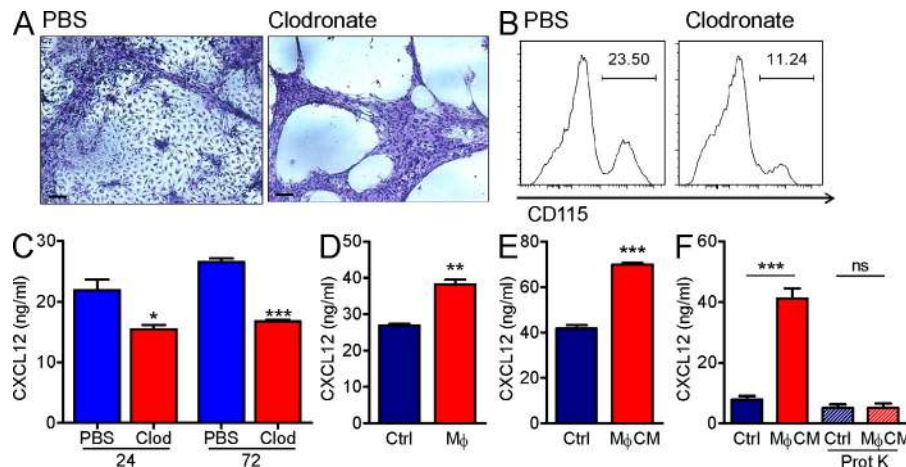 A PBS Clodronate
B PBS Clodronate
23.50 11.24
CD115
C
CXCL12 (ng/ml)
30
20
10
0
PBS Clod PBS Clod
24 72
D
CXCL12 (ng/ml)
50
40
30
20
10
0
**
Ctrl Mϕ
E
CXCL12 (ng/ml)
80
60
40
20
0
***
Ctrl MϕCM
F
CXCL12 (ng/ml)
60
40
20
0
*** ns
Ctrl MϕCM Ctrl MϕCM
Prot K
* ***